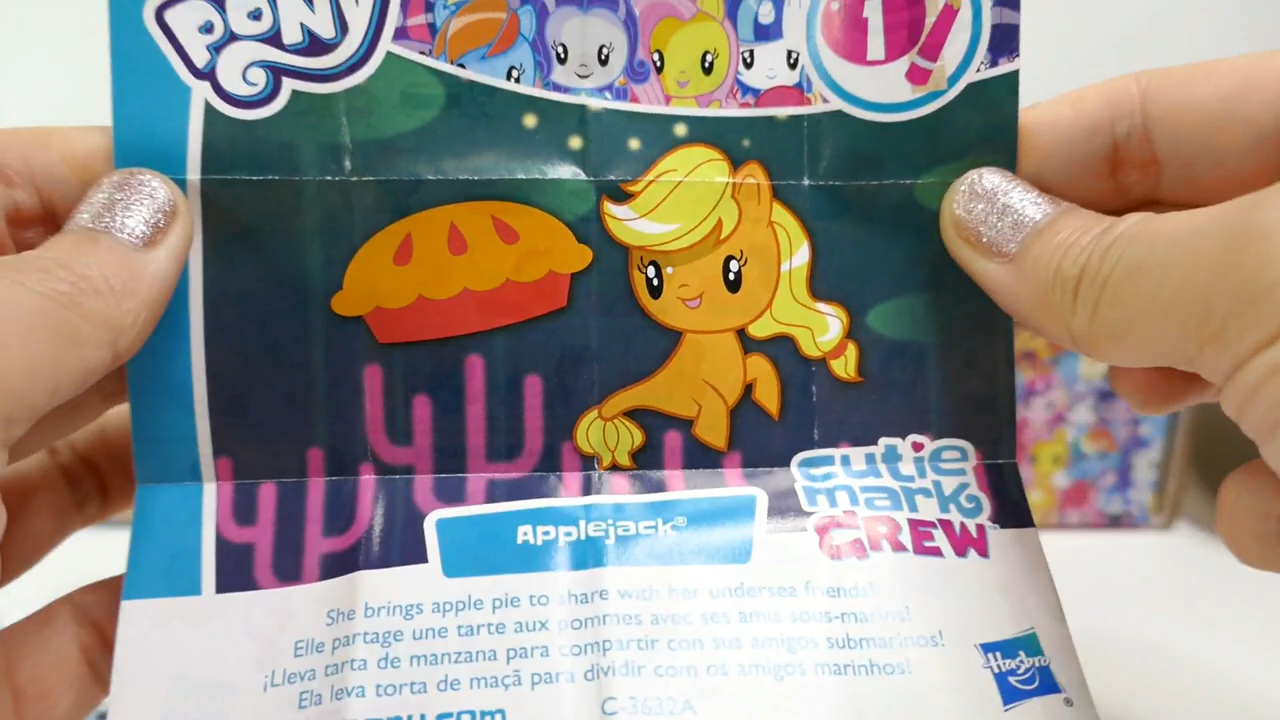 PONY
1
cutie
mark
CREW™
Applejack®
She brings apple pie to share with her undersea friends!
Elle partage une tarte aux pommes avec ses amis sous-marins!
¡Lleva tarta de manzana para compartir con sus amigos submarinos!
Ela leva torta de maçã para dividir com os amigos marinhos!
Hasbro
®
C-3632A